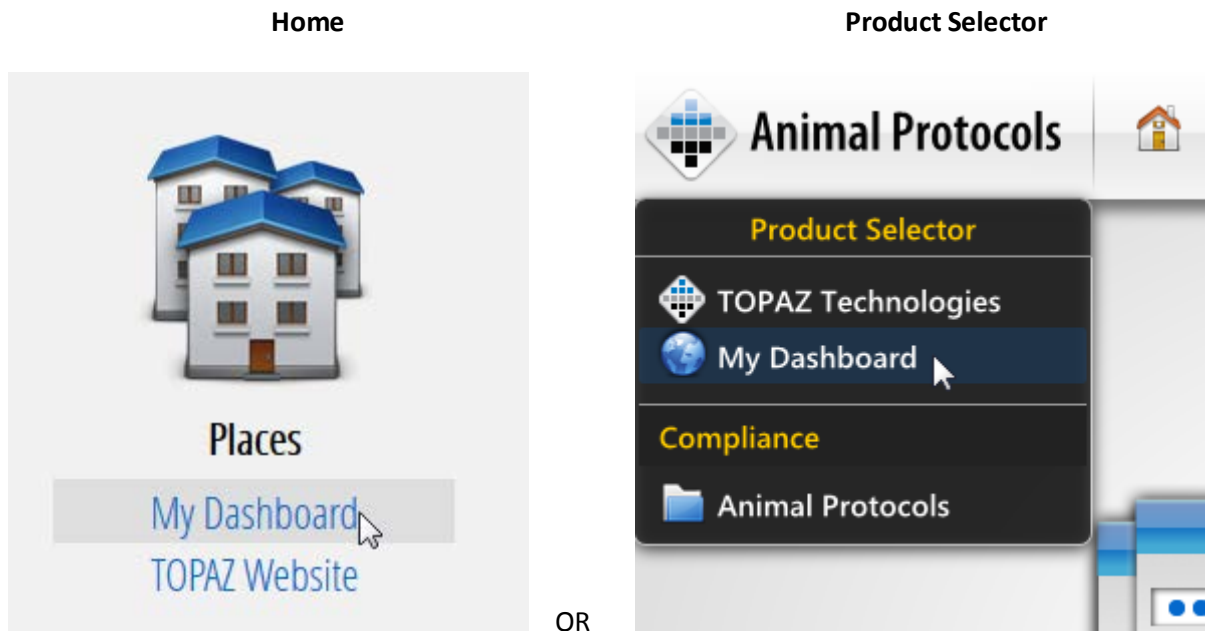 Home
Product Selector
Places
My Dashboard
TOPAZ Website
OR
Animal Protocols
Product Selector
TOPAZ Technologies
My Dashboard
Compliance
Animal Protocols